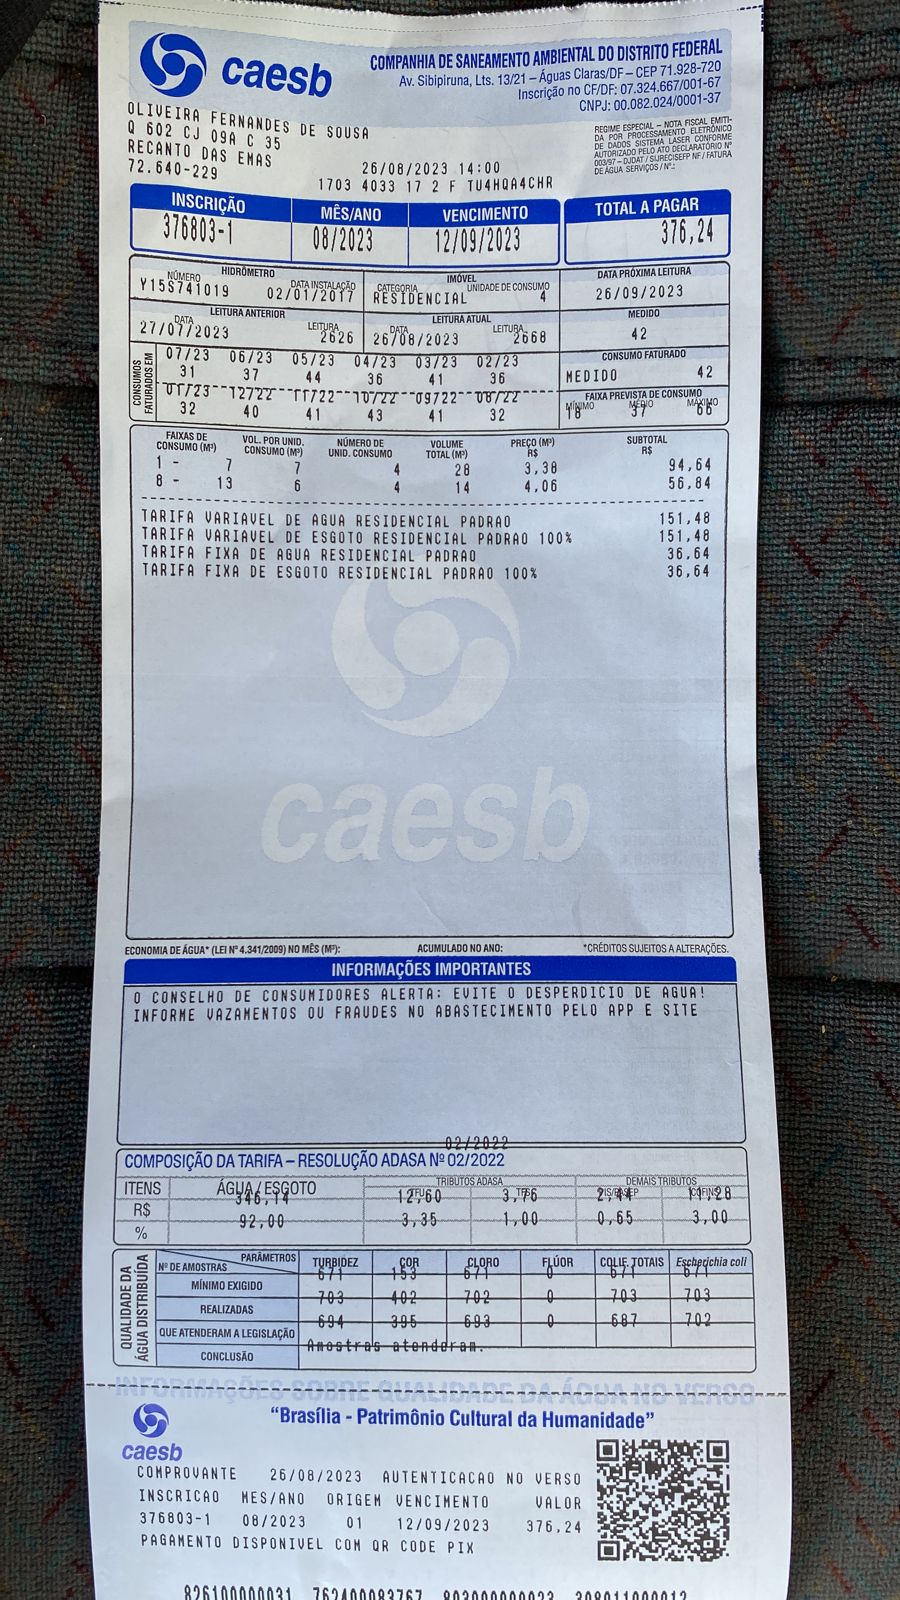 caesb
COMPANHIA DE SANEAMENTO AMBIENTAL DO DISTRITO FEDERAL
Av. Sibipiruna, Lts. 13/21 – Águas Claras/DF – CEP 71.928-720
Inscrição no CF/DF: 07.324.667/001-67
CNPJ: 00.082.024/0001-37
OLIVEIRA FERNANDES DE SOUSA
Q 602 CJ 09A C 35
RECANTO DAS EMAS
72.640-229
REGIME ESPECIAL – NOTA FISCAL EMITI-
DA POR PROCESSAMENTO ELETRÔNICO
DE DADOS SISTEMA LASER CONFORME
AUTORIZADO PELO ATO DECLARATÓRIO Nº
003/97 – DJDAT / SURECISEFP NF / FATURA
DE ÁGUA SERVIÇOS / Nº.:
26/08/2023 14:00
1703 4033 17 2 F TU4HQA4CHR
INSCRIÇÃO MÊS/ANO VENCIMENTO TOTAL A PAGAR
376803-1 08/2023 12/09/2023 376,24
HIDRÔMETRO IMÓVEL DATA PRÓXIMA LEITURA
NÚMERO DATA INSTALAÇÃO CATEGORIA UNIDADE DE CONSUMO
Y15S741019 02/01/2017 RESIDENCIAL 4 26/09/2023
LEITURA ANTERIOR LEITURA ATUAL MEDIDO
DATA LEITURA DATA LEITURA
27/07/2023 2626 26/08/2023 2668 42
CONSUMOS FATURADOS EM
07/23 06/23 05/23 04/23 03/23 02/23 CONSUMO FATURADO
31 37 44 36 41 36 MEDIDO 42
01/23 12/22 11/22 10/22 09/22 08/22 FAIXA PREVISTA DE CONSUMO
MÍNIMO MÉDIO MÁXIMO
32 40 41 43 41 32 18 37 66
FAIXAS DE CONSUMO (M³) VOL. POR UNID. CONSUMO (M³) NÚMERO DE UNID. CONSUMO VOLUME TOTAL (M³) PREÇO (M³) R$ SUBTOTAL R$
1 - 7 7 4 28 3,38 94,64
8 - 13 6 4 14 4,06 56,84
TARIFA VARIAVEL DE AGUA RESIDENCIAL PADRAO 151,48
TARIFA VARIAVEL DE ESGOTO RESIDENCIAL PADRAO 100% 151,48
TARIFA FIXA DE AGUA RESIDENCIAL PADRAO 36,64
TARIFA FIXA DE ESGOTO RESIDENCIAL PADRAO 100% 36,64
caesb
ECONOMIA DE ÁGUA* (LEI Nº 4.341/2009) NO MÊS (M³): ACUMULADO NO ANO: *CRÉDITOS SUJEITOS A ALTERAÇÕES.
INFORMAÇÕES IMPORTANTES
O CONSELHO DE CONSUMIDORES ALERTA: EVITE O DESPERDICIO DE AGUA!
INFORME VAZAMENTOS OU FRAUDES NO ABASTECIMENTO PELO APP E SITE
02/2022
COMPOSIÇÃO DA TARIFA – RESOLUÇÃO ADASA Nº 02/2022
ITENS ÁGUA / ESGOTO TRIBUTOS ADASA DEMAIS TRIBUTOS
TFU TFS PIS/PASEP COFINS
R$ 346,14 12,60 3,76 2,44 11,28
% 92,00 3,35 1,00 0,65 3,00
QUALIDADE DA ÁGUA DISTRIBUÍDA
PARÂMETROS TURBIDEZ COR CLORO FLÚOR COLIF. TOTAIS Escherichia coli
Nº DE AMOSTRAS
MÍNIMO EXIGIDO 671 153 671 0 671 671
REALIZADAS 703 402 702 0 703 703
QUE ATENDERAM A LEGISLAÇÃO 694 395 693 0 687 702
CONCLUSÃO Amostras atenderam.
INFORMAÇÕES SOBRE QUALIDADE DA ÁGUA NO VERSO
"Brasília - Patrimônio Cultural da Humanidade"
caesb
COMPROVANTE 26/08/2023 AUTENTICACAO NO VERSO
INSCRICAO MES/ANO ORIGEM VENCIMENTO VALOR
376803-1 08/2023 01 12/09/2023 376,24
PAGAMENTO DISPONIVEL COM QR CODE PIX
826100000031 762400083767 803000000023 308011000012